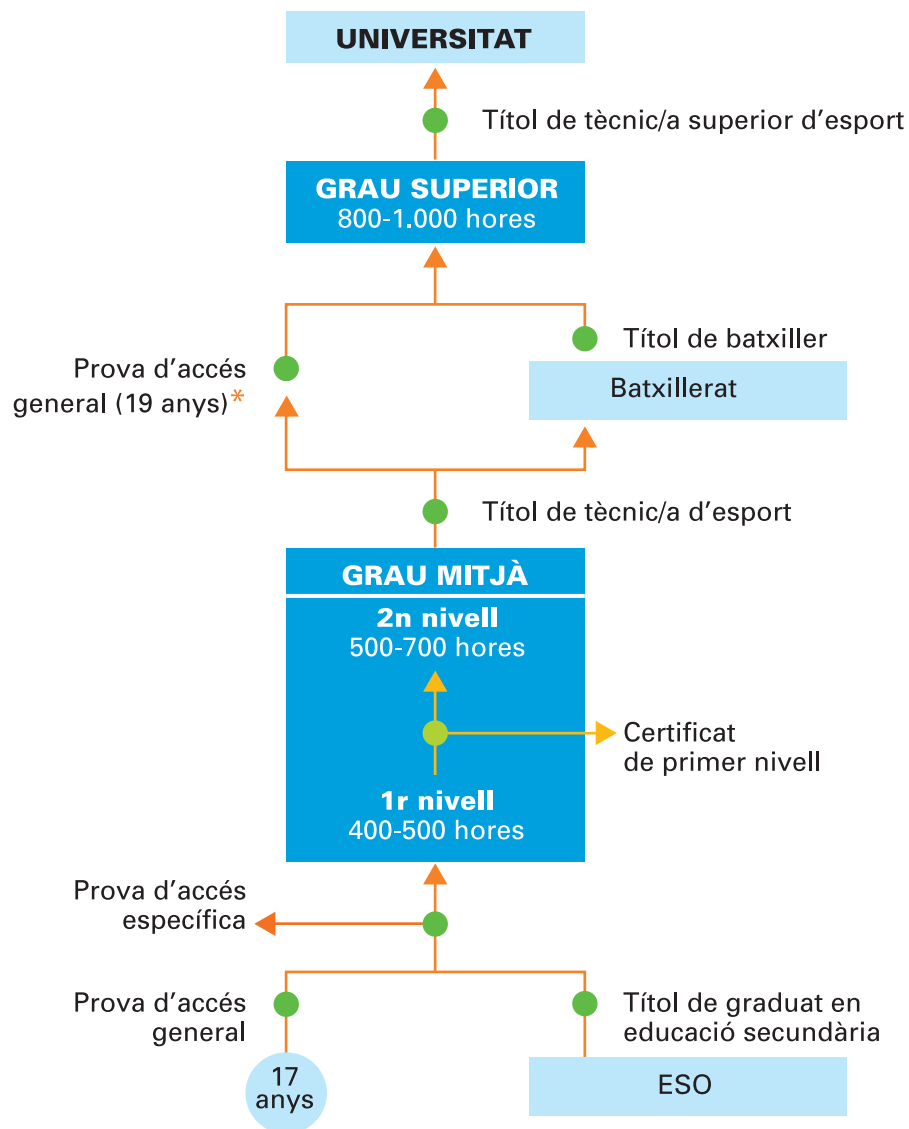 UNIVERSITAT
Títol de tècnic/a superior d'esport
GRAU SUPERIOR
800-1.000 hores
Títol de batxiller
Prova d'accés
general (19 anys)*
Batxillerat
Títol de tècnic/a d'esport
GRAU MITJÀ
2n nivell
500-700 hores
Certificat
de primer nivell
1r nivell
400-500 hores
Prova d'accés
específica
Prova d'accés
general
Títol de graduat en
educació secundària
17
anys
ESO